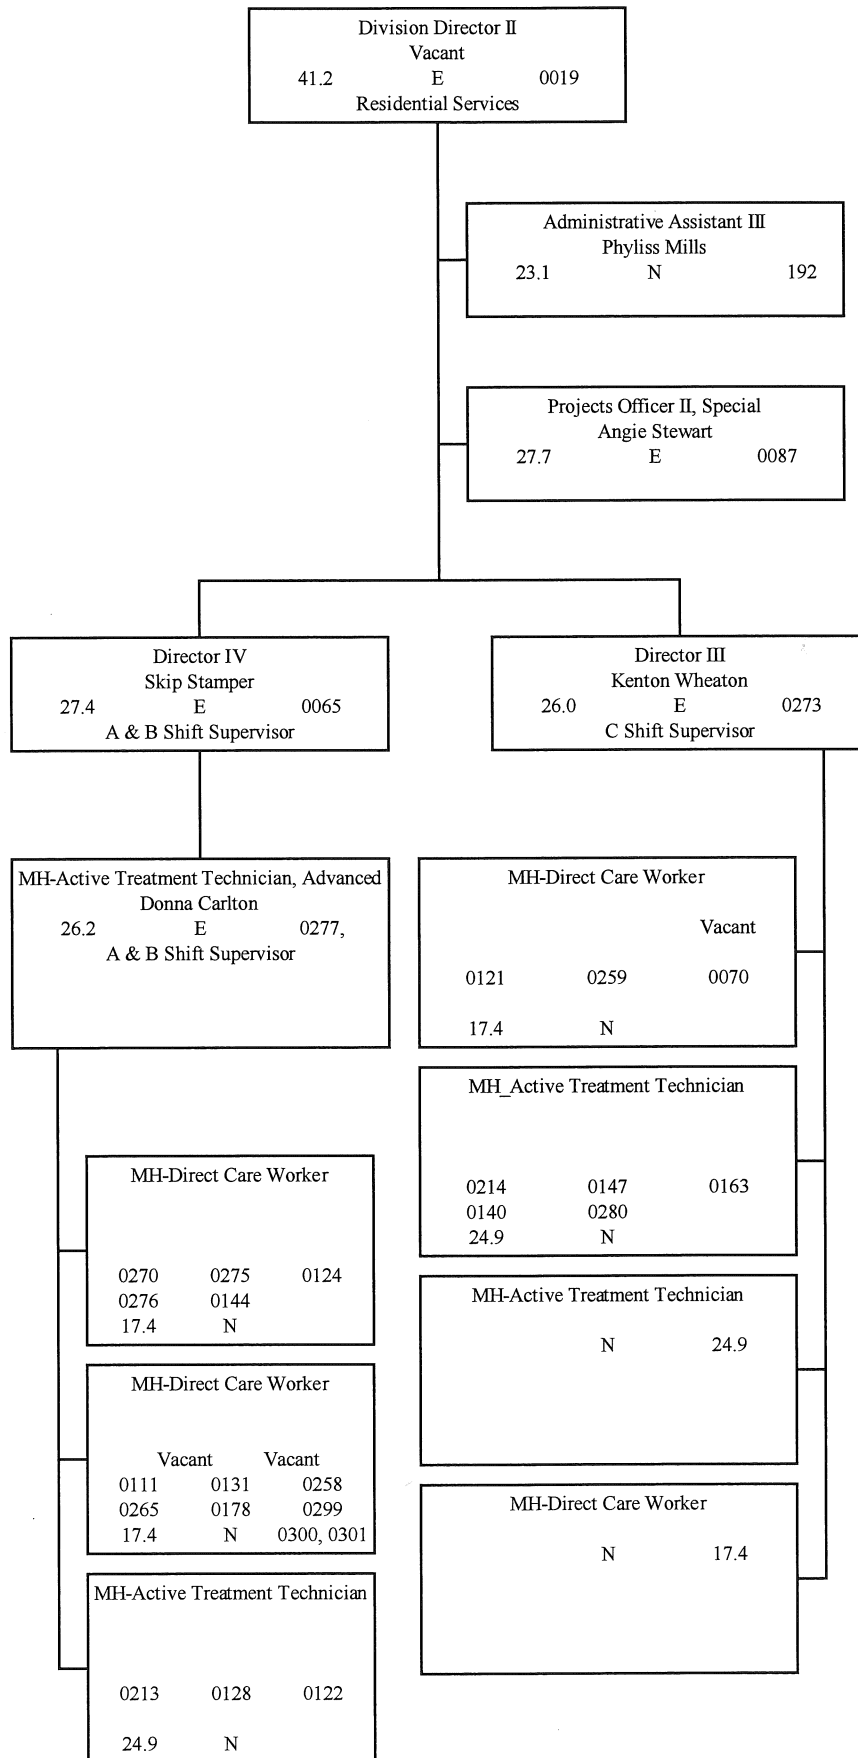 Division Director II
Vacant
41.2 E 0019
Residential Services
Administrative Assistant III
Phyliss Mills
23.1 N 192
Projects Officer II, Special
Angie Stewart
27.7 E 0087
Director IV
Skip Stamper
27.4 E 0065
A & B Shift Supervisor
Director III
Kenton Wheaton
26.0 E 0273
C Shift Supervisor
MH-Active Treatment Technician, Advanced
Donna Carlton
26.2 E 0277,
A & B Shift Supervisor
MH-Direct Care Worker
0270 0275 0124
0276 0144
17.4 N
MH-Direct Care Worker
Vacant Vacant
0111 0131 0258
0265 0178 0299
17.4 N 0300, 0301
MH-Active Treatment Technician
0213 0128 0122
24.9 N
MH-Direct Care Worker
Vacant
0121 0259 0070
17.4 N
MH_Active Treatment Technician
0214 0147 0163
0140 0280
24.9 N
MH-Active Treatment Technician
N 24.9
MH-Direct Care Worker
N 17.4